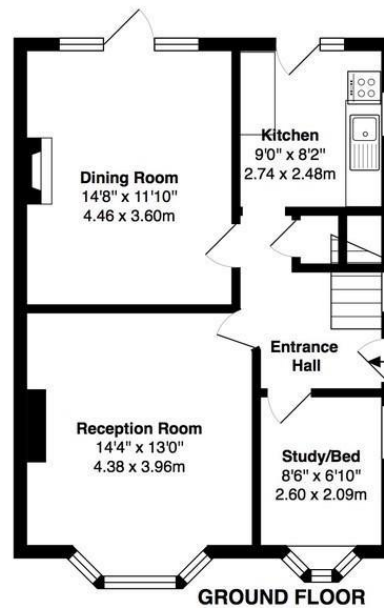 Dining Room
14'8" x 11'10"
4.46 x 3.60m
Kitchen
9'0" x 8'2"
2.74 x 2.48m
Entrance
Hall
Reception Room
14'4" x 13'0"
4.38 x 3.96m
Study/Bed
8'6" x 6'10"
2.60 x 2.09m
GROUND FLOOR